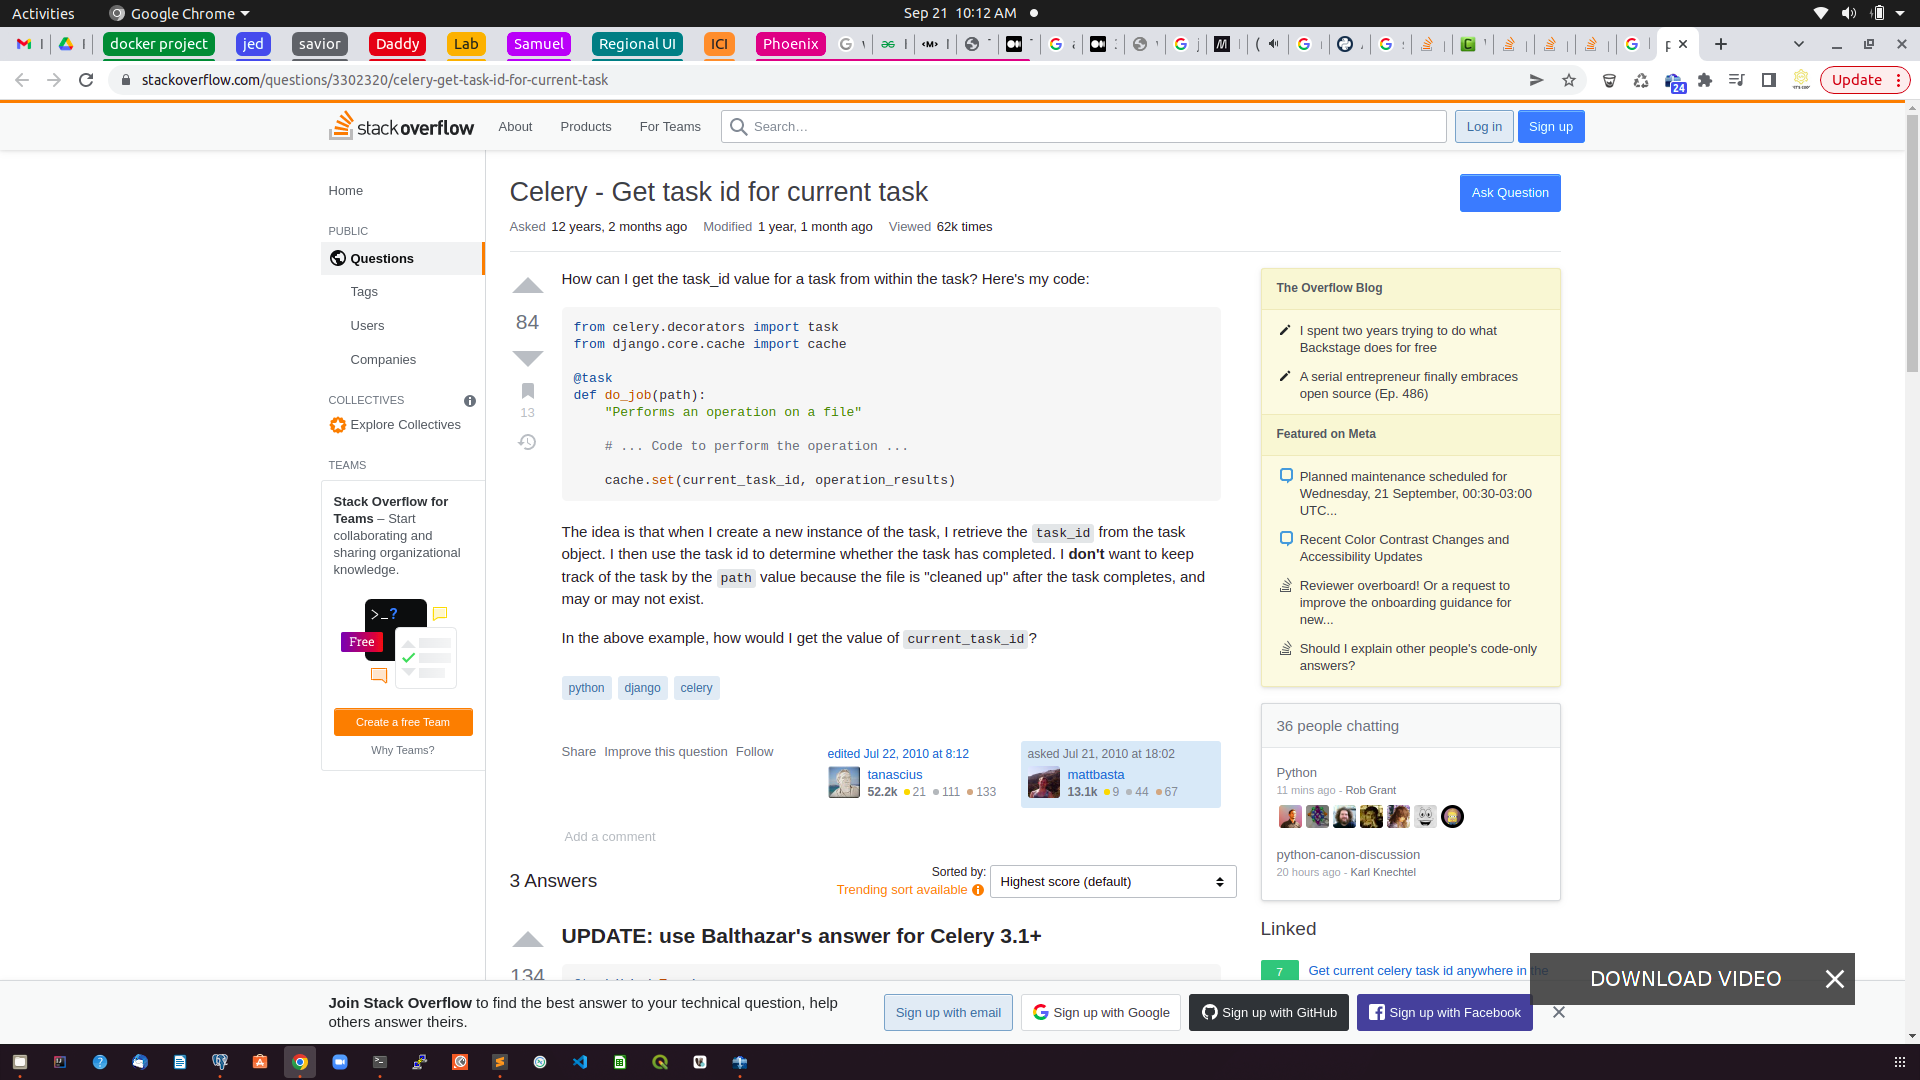 Activities
Google Chrome
Sep 21 10:12 AM
docker project
jed
savior
Daddy
Lab
Samuel
Regional UI
ICI
Phoenix
stackoverflow.com/questions/3302320/celery-get-task-id-for-current-task
24
Update
stackoverflow
About
Products
For Teams
Search…
Log in
Sign up
Home
PUBLIC
Questions
Tags
Users
Companies
COLLECTIVES
Explore Collectives
TEAMS
Stack Overflow for
Teams – Start
collaborating and
sharing organizational
knowledge.
>_?
Free
Create a free Team
Why Teams?
Celery - Get task id for current task
Ask Question
Asked 12 years, 2 months ago
Modified 1 year, 1 month ago
Viewed 62k times
84
13
How can I get the task_id value for a task from within the task? Here's my code:
from celery.decorators import task
from django.core.cache import cache
@task
def do_job(path):
"Performs an operation on a file"
# ... Code to perform the operation ...
cache.set(current_task_id, operation_results)
The idea is that when I create a new instance of the task, I retrieve the task_id from the task
object. I then use the task id to determine whether the task has completed. I don't want to keep
track of the task by the path value because the file is "cleaned up" after the task completes, and
may or may not exist.
In the above example, how would I get the value of current_task_id?
python
django
celery
Share Improve this question Follow
edited Jul 22, 2010 at 8:12
tanascius
52.2k 21 111 133
asked Jul 21, 2010 at 18:02
mattbasta
13.1k 9 44 67
Add a comment
3 Answers
Sorted by:
Trending sort available
Highest score (default)
UPDATE: use Balthazar's answer for Celery 3.1+
134
The Overflow Blog
I spent two years trying to do what
Backstage does for free
A serial entrepreneur finally embraces
open source (Ep. 486)
Featured on Meta
Planned maintenance scheduled for
Wednesday, 21 September, 00:30-03:00
UTC...
Recent Color Contrast Changes and
Accessibility Updates
Reviewer overboard! Or a request to
improve the onboarding guidance for
new...
Should I explain other people's code-only
answers?
36 people chatting
Python
11 mins ago - Rob Grant
python-canon-discussion
20 hours ago - Karl Knechtel
Linked
7
Get current celery task id anywhere in the
DOWNLOAD VIDEO
Join Stack Overflow to find the best answer to your technical question, help
others answer theirs.
Sign up with email
Sign up with Google
Sign up with GitHub
Sign up with Facebook